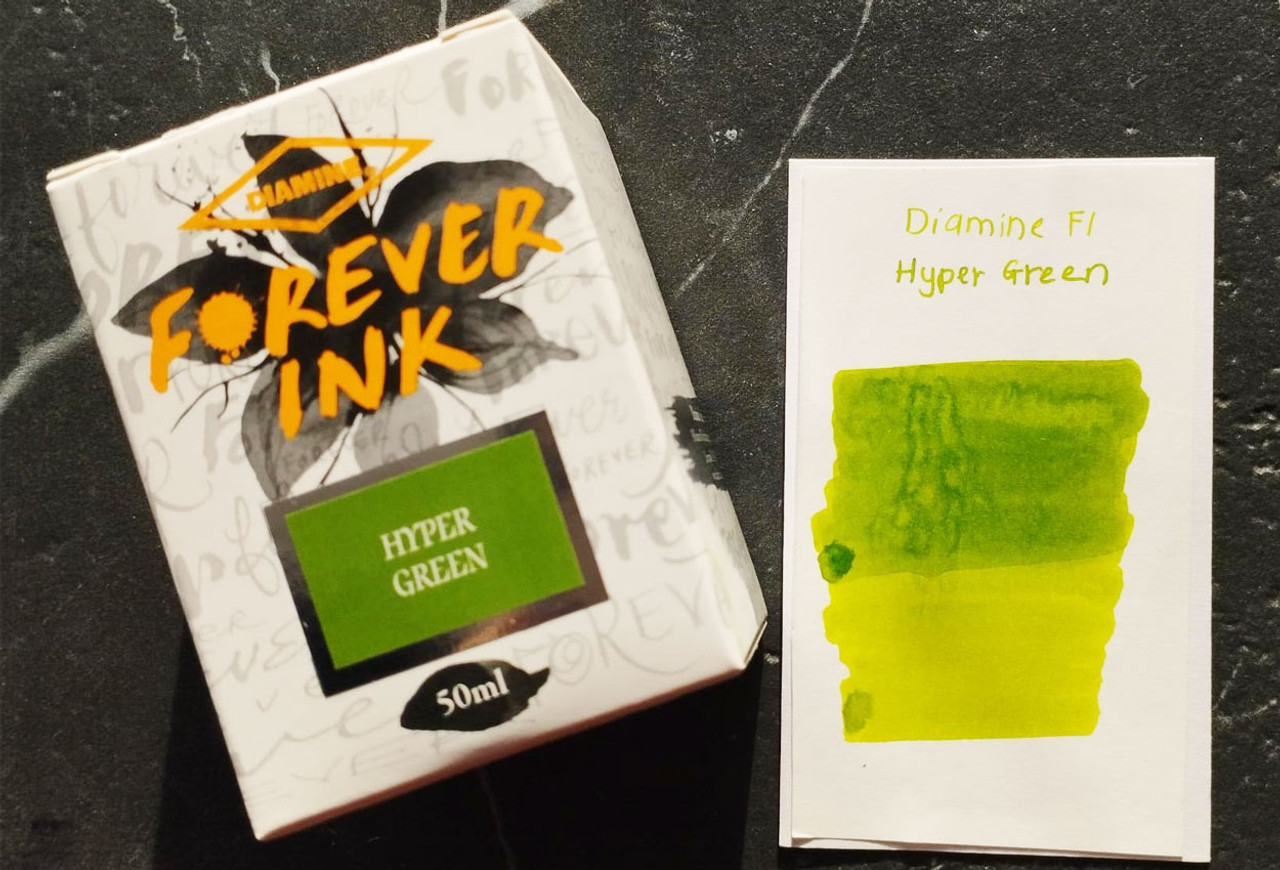 DIAMINE
FOREVER
INK
HYPER
GREEN
50ml
Diamine FI
Hyper Green